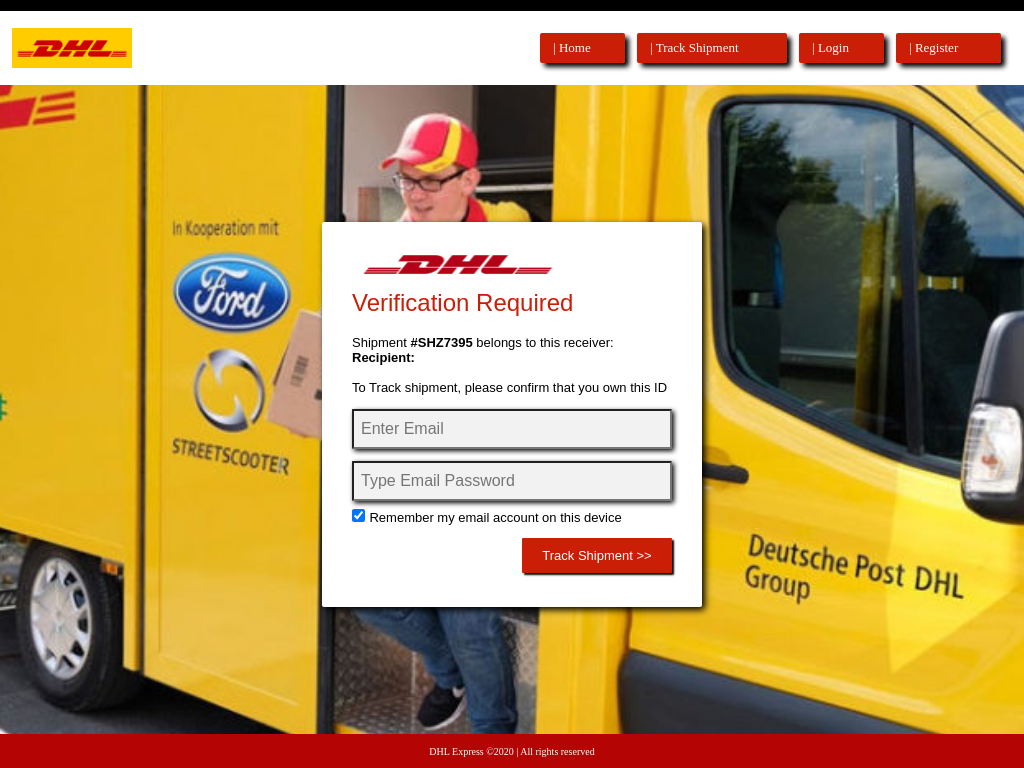 DHL
| Home
| Track Shipment
| Login
| Register
In Kooperation mit
Ford
STREETSCOOTER
DHL
Verification Required
Shipment #SHZ7395 belongs to this receiver:
Recipient:
To Track shipment, please confirm that you own this ID
Enter Email
Type Email Password
Remember my email account on this device
Track Shipment >>
Deutsche Post DHL
Group
DHL Express ©2020 | All rights reserved